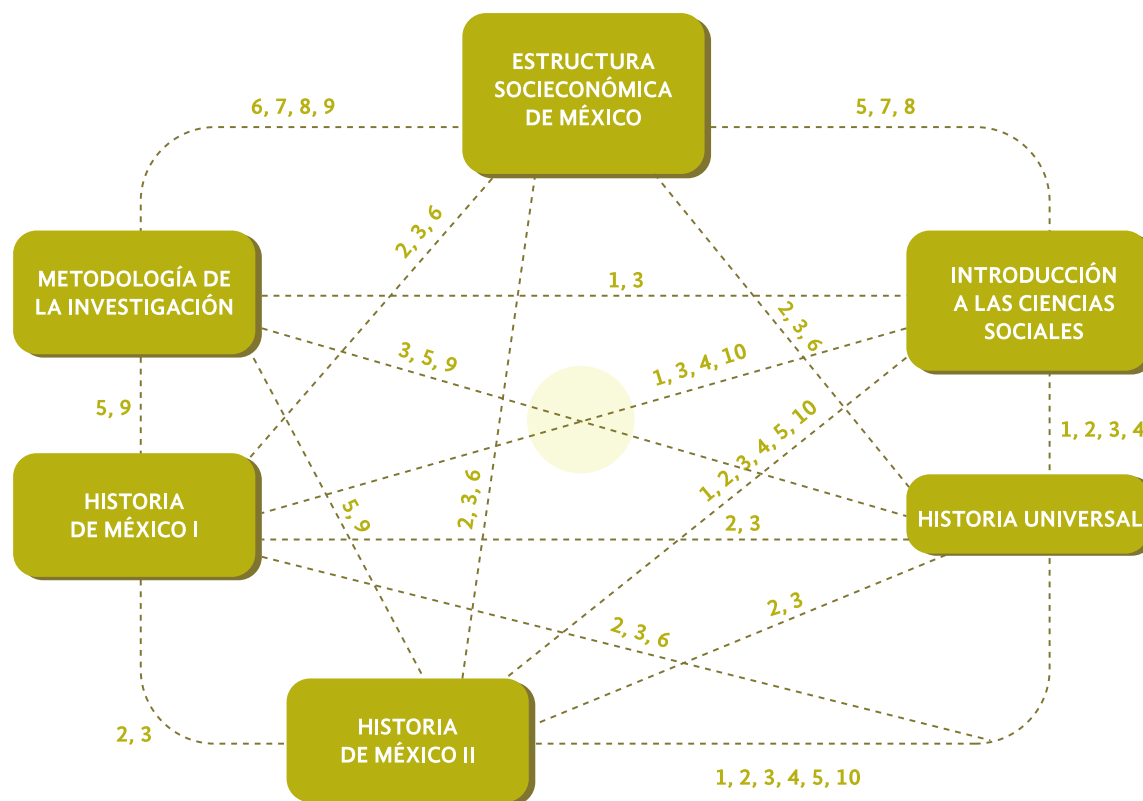 ESTRUCTURA
SOCIECONÓMICA
DE MÉXICO
6, 7, 8, 9
5, 7, 8
2, 3, 6
METODOLOGÍA DE
LA INVESTIGACIÓN
1, 3
INTRODUCCIÓN
A LAS CIENCIAS
SOCIALES
2, 3, 6
3, 5, 9
1, 3, 4, 10
5, 9
1, 2, 3, 4, 5, 10
1, 2, 3, 4
HISTORIA
DE MÉXICO I
5, 9
2, 3, 6
2, 3
HISTORIA UNIVERSAL
2, 3
2, 3, 6
2, 3
HISTORIA
DE MÉXICO II
1, 2, 3, 4, 5, 10